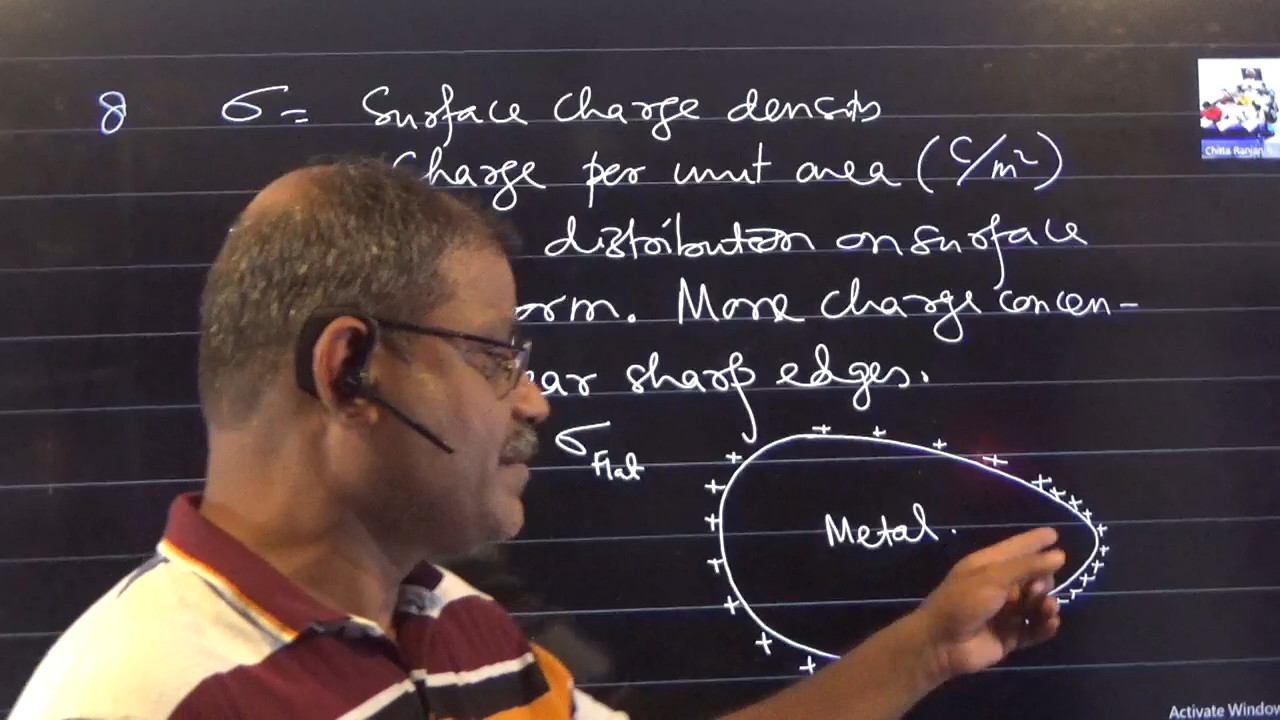 8 σ = Surface charge density
Charge per unit area (C/m²)
distribution on surface
orm. More charge concen-
ear sharp edges.
σ Flat
Metal.
Chitta Ranjan
Activate Window